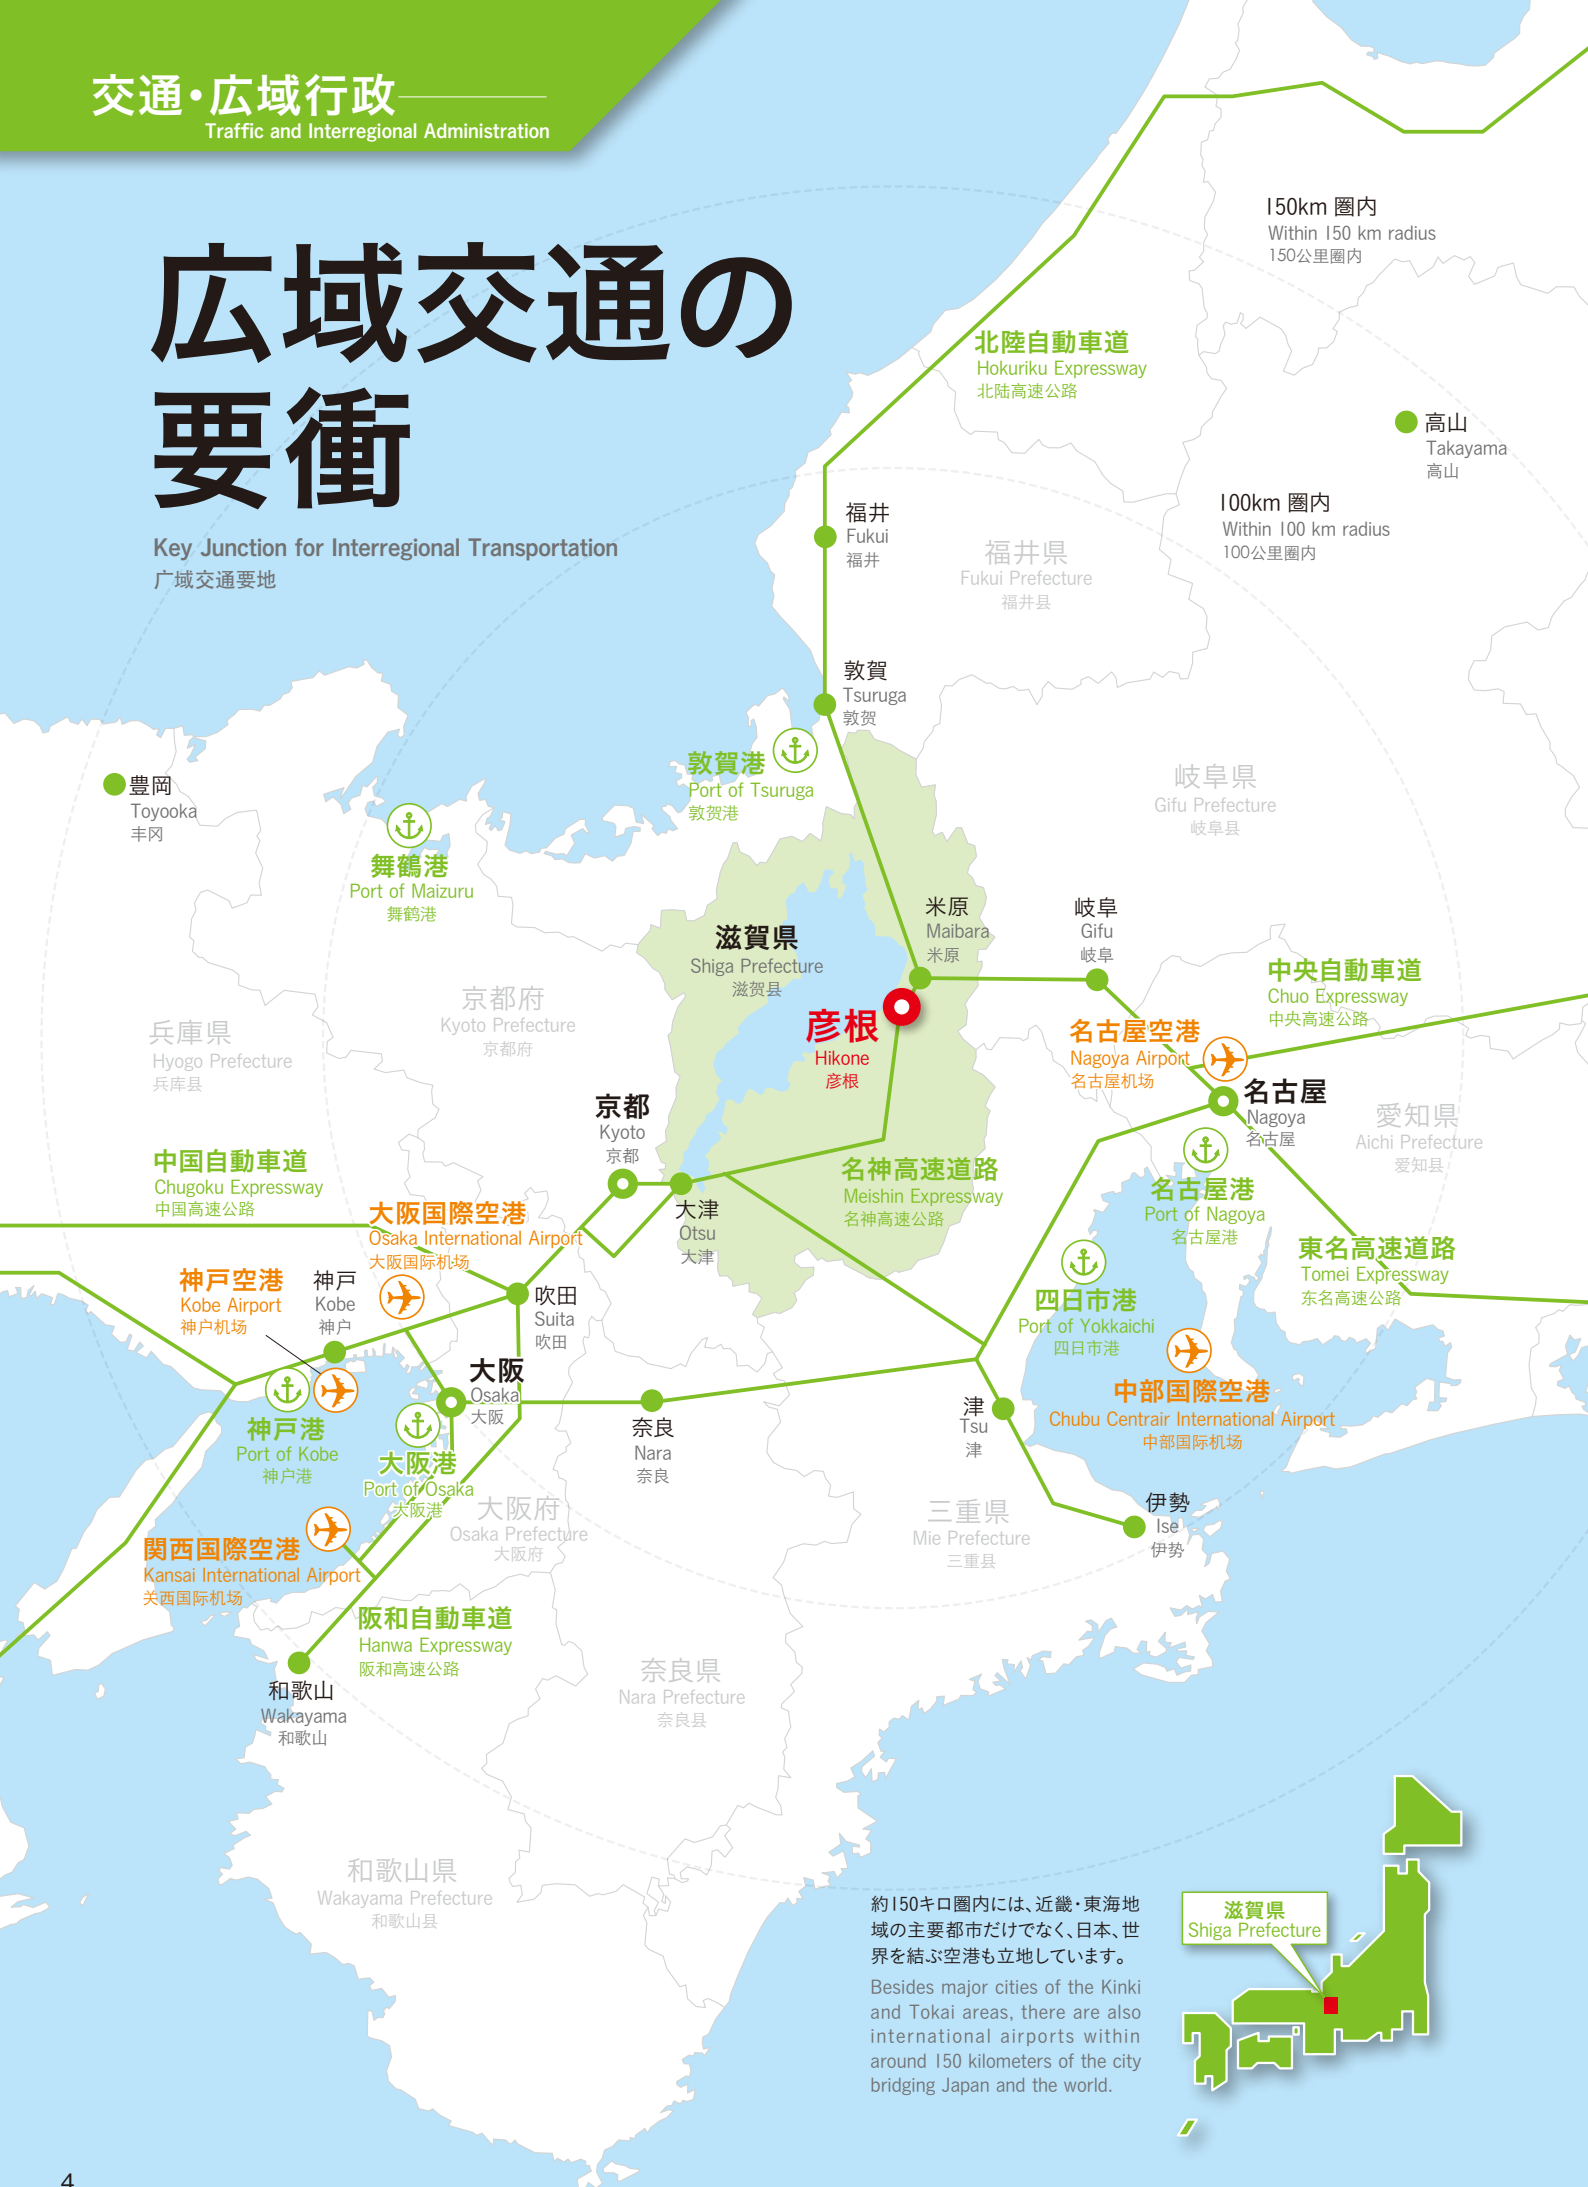 交通・広域行政
Traffic and Interregional Administration
広域交通の
要衝
Key Junction for Interregional Transportation
广域交通要地
150km 圏内
Within 150 km radius
150公里圈内
北陸自動車道
Hokuriku Expressway
北陆高速公路
高山
Takayama
高山
100km 圏内
Within 100 km radius
100公里圈内
福井
Fukui
福井
福井県
Fukui Prefecture
福井县
敦賀
Tsuruga
敦贺
敦賀港
Port of Tsuruga
敦贺港
豊岡
Toyooka
丰冈
舞鶴港
Port of Maizuru
舞鹤港
岐阜県
Gifu Prefecture
岐阜县
米原
Maibara
米原
岐阜
Gifu
岐阜
滋賀県
Shiga Prefecture
滋贺县
中央自動車道
Chuo Expressway
中央高速公路
京都府
Kyoto Prefecture
京都府
兵庫県
Hyogo Prefecture
兵库县
彦根
Hikone
彦根
名古屋空港
Nagoya Airport
名古屋机场
名古屋
Nagoya
名古屋
愛知県
Aichi Prefecture
爱知县
京都
Kyoto
京都
中国自動車道
Chugoku Expressway
中国高速公路
名神高速道路
Meishin Expressway
名神高速公路
名古屋港
Port of Nagoya
名古屋港
大阪国際空港
Osaka International Airport
大阪国际机场
大津
Otsu
大津
東名高速道路
Tomei Expressway
东名高速公路
神戸空港
Kobe Airport
神户机场
神戸
Kobe
神户
吹田
Suita
吹田
四日市港
Port of Yokkaichi
四日市港
大阪
Osaka
大阪
中部国際空港
Chubu Centrair International Airport
中部国际机场
神戸港
Port of Kobe
神户港
大阪港
Port of Osaka
大阪港
奈良
Nara
奈良
津
Tsu
津
大阪府
Osaka Prefecture
大阪府
三重県
Mie Prefecture
三重县
伊勢
Ise
伊势
関西国際空港
Kansai International Airport
关西国际机场
阪和自動車道
Hanwa Expressway
阪和高速公路
和歌山
Wakayama
和歌山
奈良県
Nara Prefecture
奈良县
和歌山県
Wakayama Prefecture
和歌山县
約150キロ圏内には、近畿・東海地
域の主要都市だけでなく、日本、世
界を結ぶ空港も立地しています。
Besides major cities of the Kinki
and Tokai areas, there are also
international airports within
around 150 kilometers of the city
bridging Japan and the world.
滋賀県
Shiga Prefecture
4